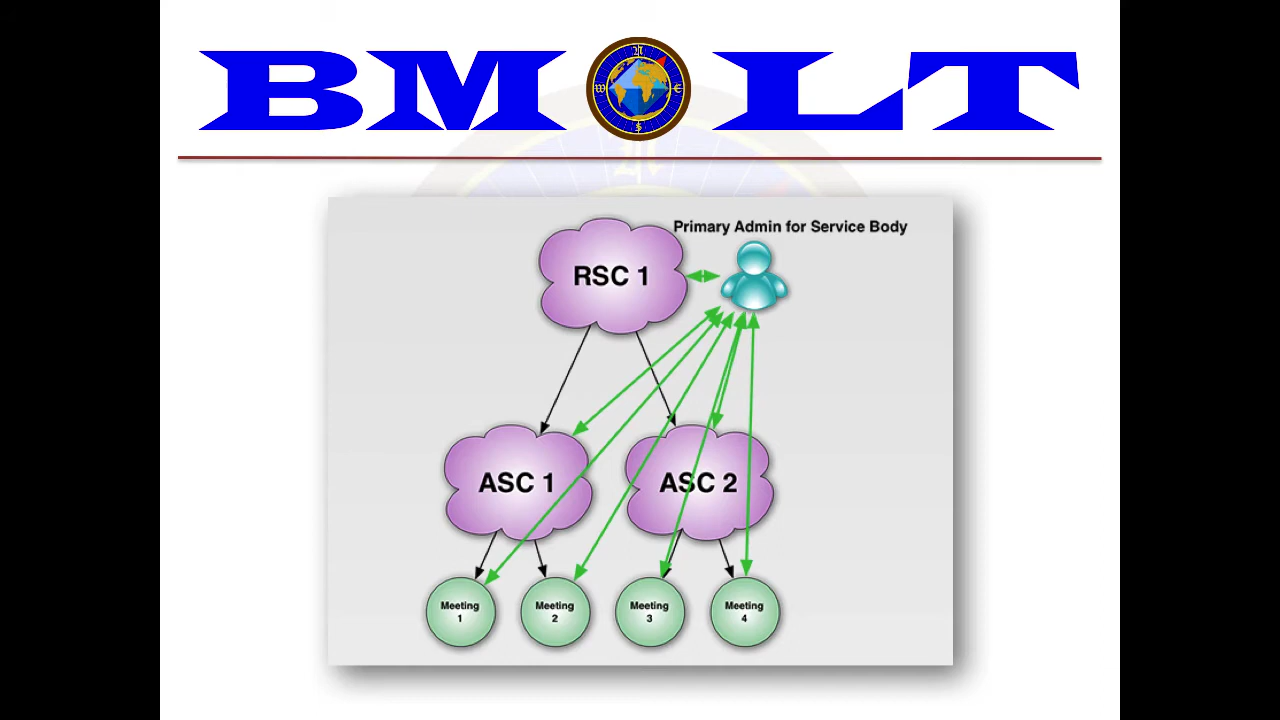 BM LT
Primary Admin for Service Body
RSC 1
ASC 1
ASC 2
Meeting
1
Meeting
2
Meeting
3
Meeting
4